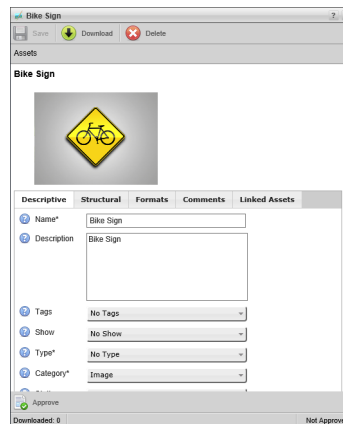 Bike Sign ?
Save Download Delete
Assets
Bike Sign
Descriptive Structural Formats Comments Linked Assets
? Name* Bike Sign
? Description Bike Sign
? Tags No Tags
? Show No Show
? Type* No Type
? Category* Image
Approve
Downloaded: 0 Not Approve